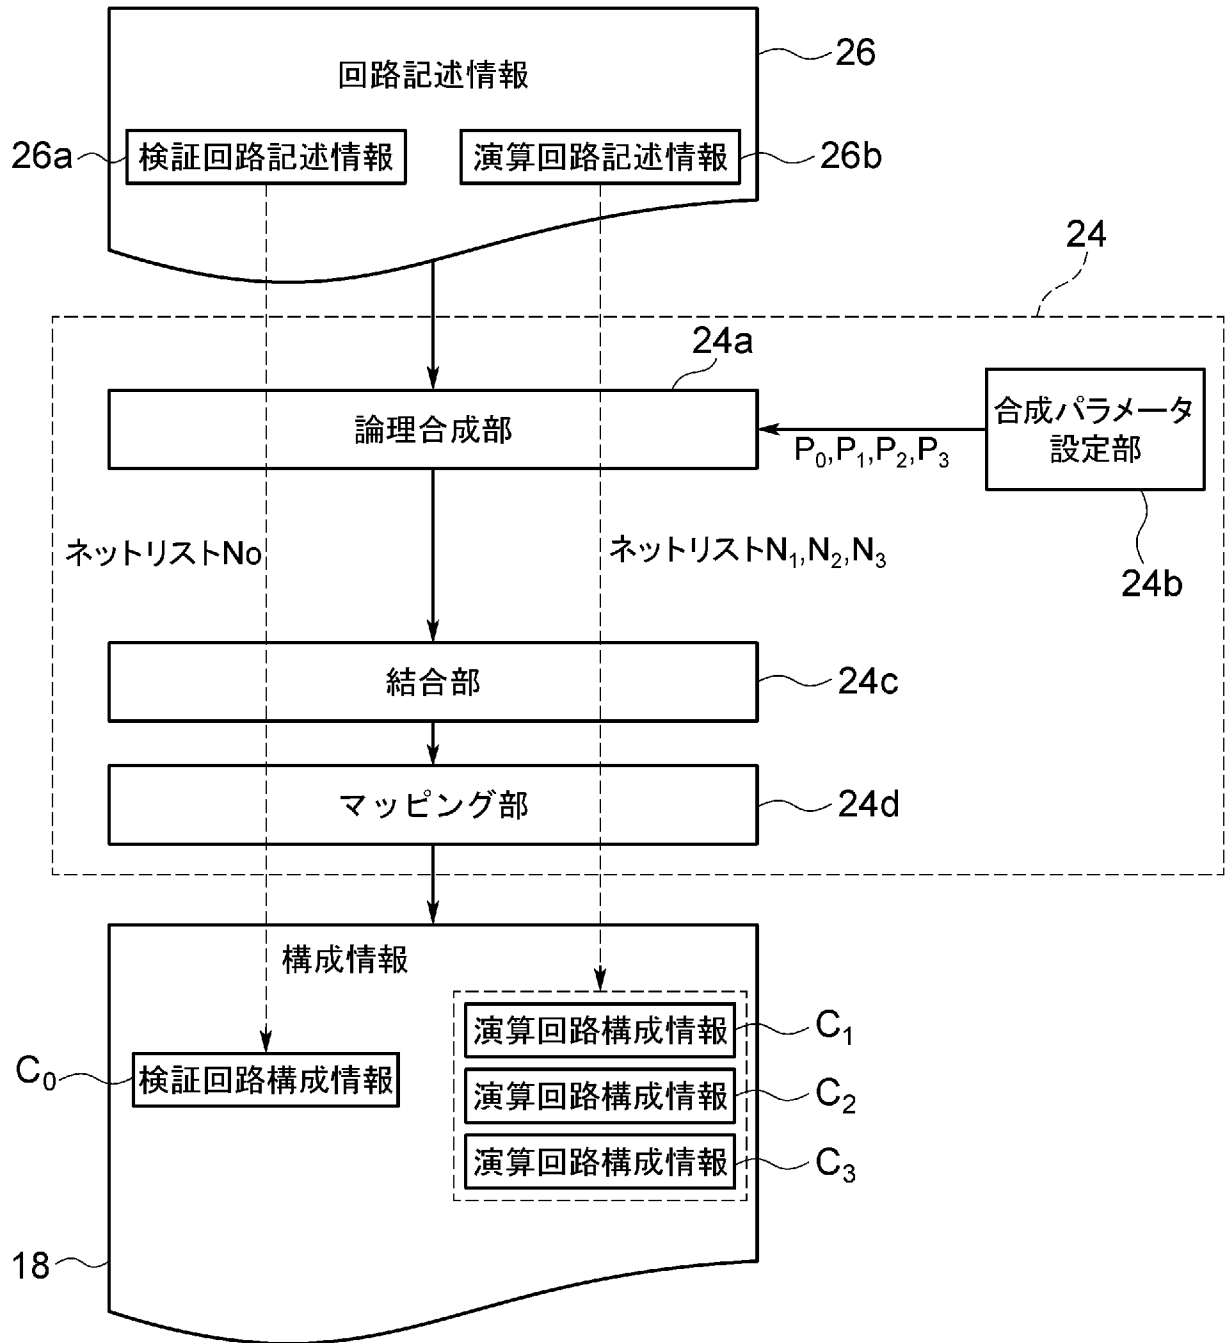 26
回路記述情報
26a
検証回路記述情報
演算回路記述情報
26b
24
24a
論理合成部
合成パラメータ
設定部
P₀,P₁,P₂,P₃
ネットリストNo
ネットリストN₁,N₂,N₃
24b
結合部
24c
マッピング部
24d
構成情報
演算回路構成情報
C₁
C₀
検証回路構成情報
演算回路構成情報
C₂
演算回路構成情報
C₃
18